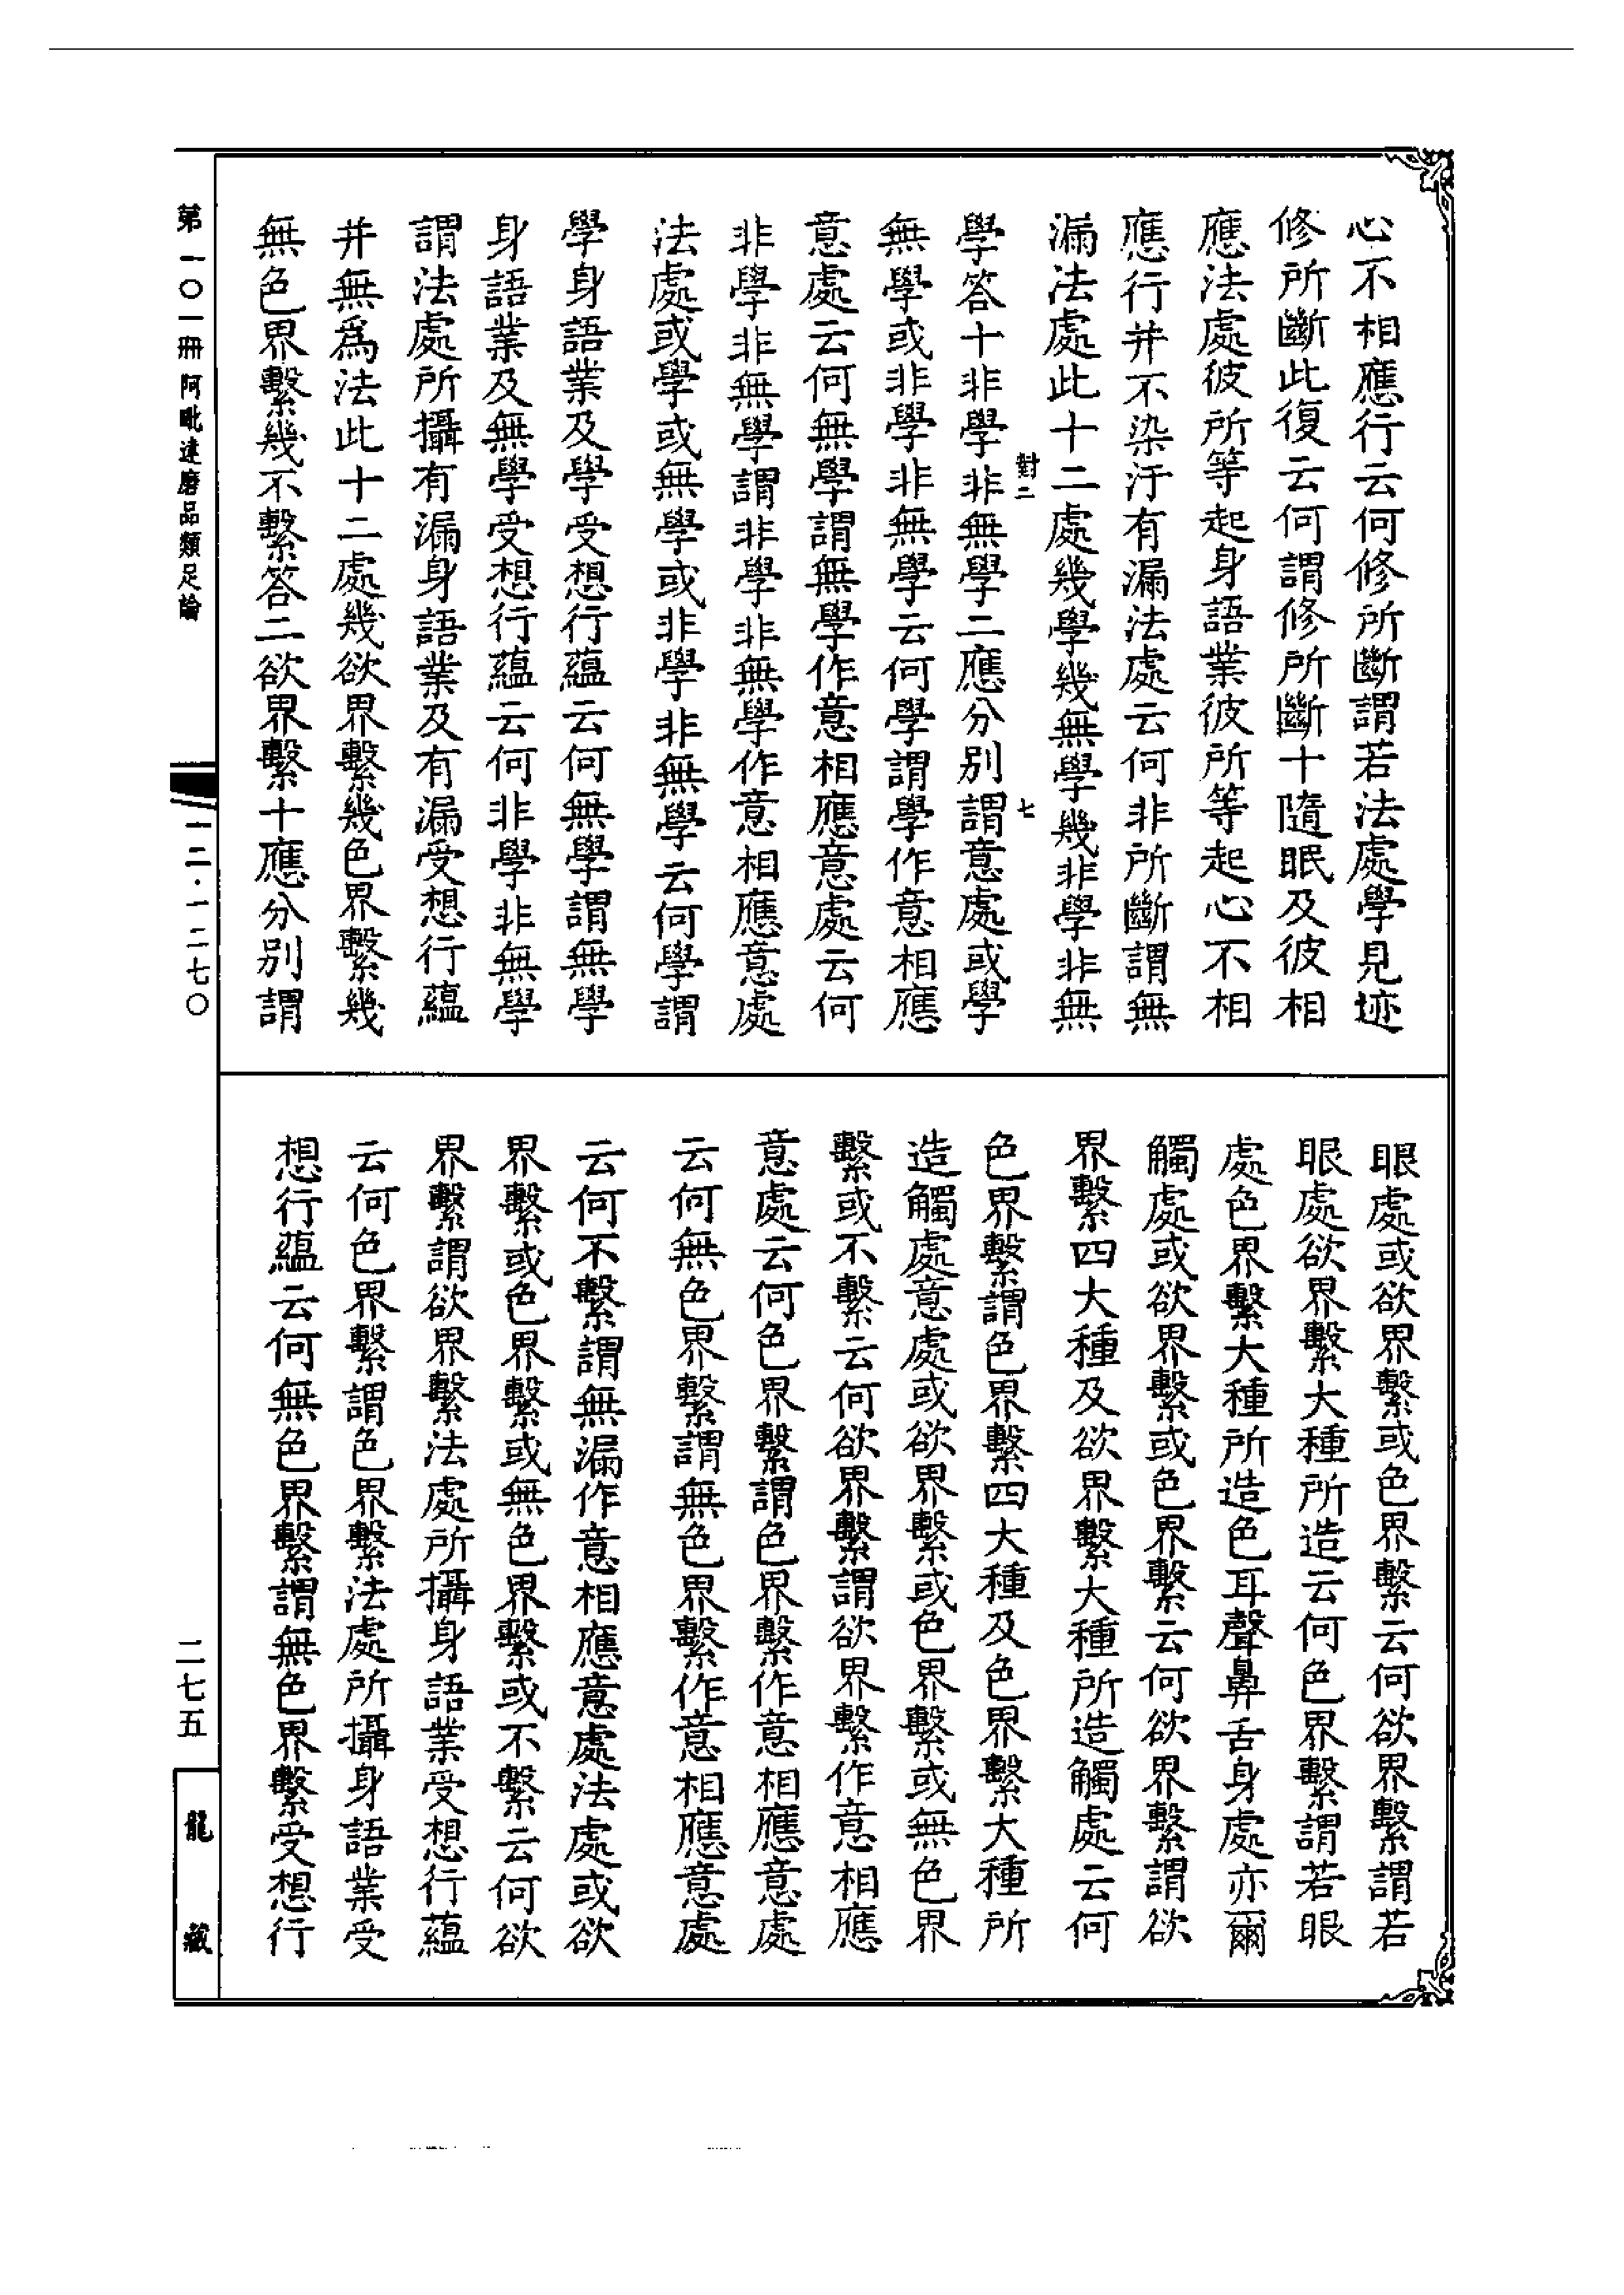 心不相應行云何修所斷謂若法處學見迹
修所斷此復云何謂修所斷十隨眠及彼相
應法處彼所等起身語業彼所等起心不相
應行并不染汙有漏法處云何非所斷謂無
漏法處此十二處幾學幾無學幾非學非無
對二
七
學答十非學非無學二應分別謂意處或學
無學或非學非無學云何學謂學作意相應
意處云何無學謂無學作意相應意處云何
非學非無學謂非學非無學作意相應意處
法處或學或無學或非學非無學云何學謂
學身語業及學受想行蘊云何無學謂無學
身語業及無學受想行蘊云何非學非無學
謂法處所攝有漏身語業及有漏受想行蘊
并無爲法此十二處幾欲界繫幾色界繫幾
無色界繫幾不繫答二欲界繫十應分別謂
眼處或欲界繫或色界繫云何欲界繫謂若
眼處欲界繫大種所造云何色界繫謂若眼
處色界繫大種所造色耳聲鼻舌身處亦爾
觸處或欲界繫或色界繫云何欲界繫謂欲
界繫四大種及欲界繫大種所造觸處云何
色界繫謂色界繫四大種及色界繫大種所
造觸處意處或欲界繫或色界繫或無色界
繫或不繫云何欲界繫謂欲界繫作意相應
意處云何色界繫謂色界繫作意相應意處
云何無色界繫謂無色界繫作意相應意處
云何不繫謂無漏作意相應意處法處或欲
界繫或色界繫或無色界繫或不繫云何欲
界繫謂欲界繫法處所攝身語業受想行蘊
云何色界繫謂色界繫法處所攝身語業受
想行蘊云何無色界繫謂無色界繫受想行
第一〇一冊 阿毗達磨品類足論
一二·一二七〇
二七五
龍藏